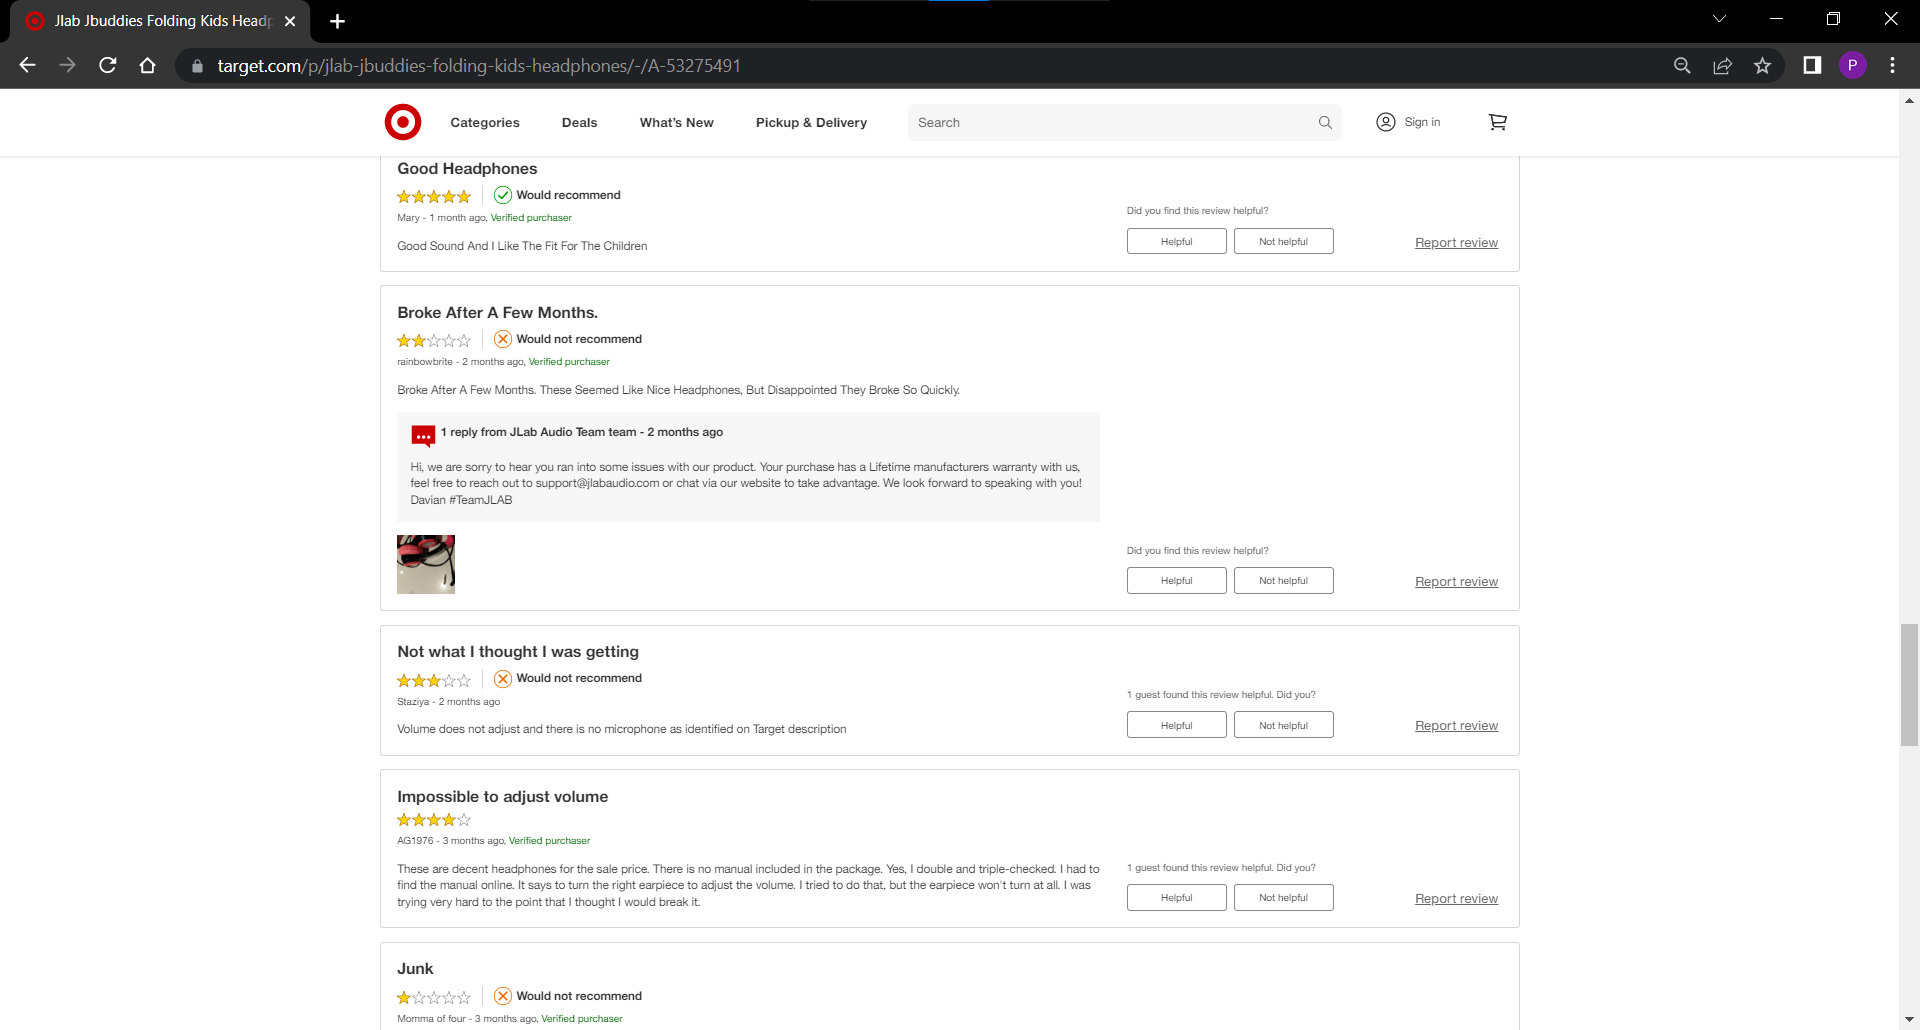 Jlab Jbuddies Folding Kids Headp
target.com/p/jlab-jbuddies-folding-kids-headphones/-/A-53275491
P
Categories
Deals
What's New
Pickup & Delivery
Search
Sign in
Good Headphones
Would recommend
Mary - 1 month ago, Verified purchaser
Good Sound And I Like The Fit For The Children
Did you find this review helpful?
Helpful
Not helpful
Report review
Broke After A Few Months.
Would not recommend
rainbowbrite - 2 months ago, Verified purchaser
Broke After A Few Months. These Seemed Like Nice Headphones, But Disappointed They Broke So Quickly.
1 reply from JLab Audio Team team - 2 months ago
Hi, we are sorry to hear you ran into some issues with our product. Your purchase has a Lifetime manufacturers warranty with us,
feel free to reach out to support@jlabaudio.com or chat via our website to take advantage. We look forward to speaking with you!
Davian #TeamJLAB
Did you find this review helpful?
Helpful
Not helpful
Report review
Not what I thought I was getting
Would not recommend
Staziya - 2 months ago
Volume does not adjust and there is no microphone as identified on Target description
1 guest found this review helpful. Did you?
Helpful
Not helpful
Report review
Impossible to adjust volume
AG1976 - 3 months ago, Verified purchaser
These are decent headphones for the sale price. There is no manual included in the package. Yes, I double and triple-checked. I had to
find the manual online. It says to turn the right earpiece to adjust the volume. I tried to do that, but the earpiece won't turn at all. I was
trying very hard to the point that I thought I would break it.
1 guest found this review helpful. Did you?
Helpful
Not helpful
Report review
Junk
Would not recommend
Momma of four - 3 months ago, Verified purchaser